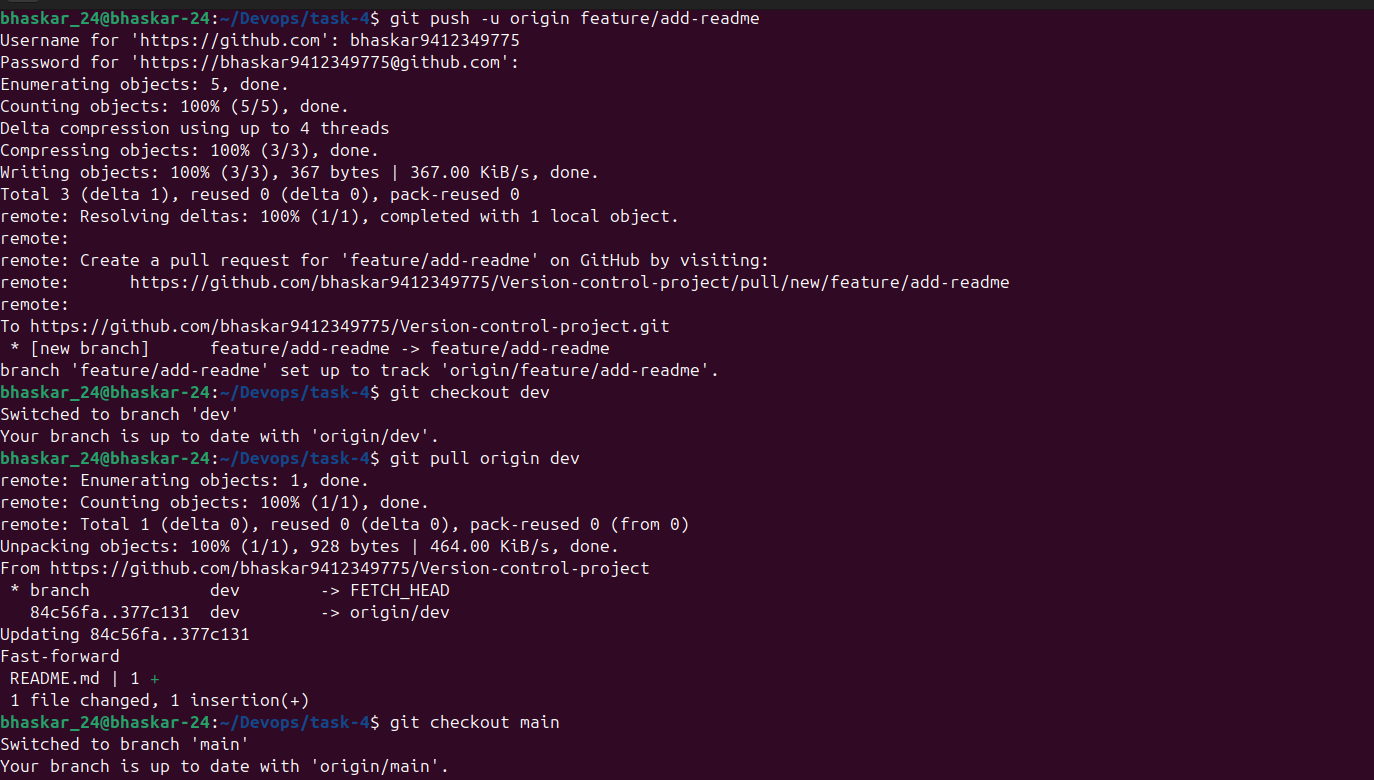 bhaskar_24@bhaskar-24:~/Devops/task-4$ git push -u origin feature/add-readme
Username for 'https://github.com': bhaskar9412349775
Password for 'https://bhaskar9412349775@github.com':
Enumerating objects: 5, done.
Counting objects: 100% (5/5), done.
Delta compression using up to 4 threads
Compressing objects: 100% (3/3), done.
Writing objects: 100% (3/3), 367 bytes | 367.00 KiB/s, done.
Total 3 (delta 1), reused 0 (delta 0), pack-reused 0
remote: Resolving deltas: 100% (1/1), completed with 1 local object.
remote:
remote: Create a pull request for 'feature/add-readme' on GitHub by visiting:
remote:      https://github.com/bhaskar9412349775/Version-control-project/pull/new/feature/add-readme
remote:
To https://github.com/bhaskar9412349775/Version-control-project.git
 * [new branch]      feature/add-readme -> feature/add-readme
branch 'feature/add-readme' set up to track 'origin/feature/add-readme'.
bhaskar_24@bhaskar-24:~/Devops/task-4$ git checkout dev
Switched to branch 'dev'
Your branch is up to date with 'origin/dev'.
bhaskar_24@bhaskar-24:~/Devops/task-4$ git pull origin dev
remote: Enumerating objects: 1, done.
remote: Counting objects: 100% (1/1), done.
remote: Total 1 (delta 0), reused 0 (delta 0), pack-reused 0 (from 0)
Unpacking objects: 100% (1/1), 928 bytes | 464.00 KiB/s, done.
From https://github.com/bhaskar9412349775/Version-control-project
 * branch            dev        -> FETCH_HEAD
   84c56fa..377c131  dev        -> origin/dev
Updating 84c56fa..377c131
Fast-forward
 README.md | 1 +
 1 file changed, 1 insertion(+)
bhaskar_24@bhaskar-24:~/Devops/task-4$ git checkout main
Switched to branch 'main'
Your branch is up to date with 'origin/main'.